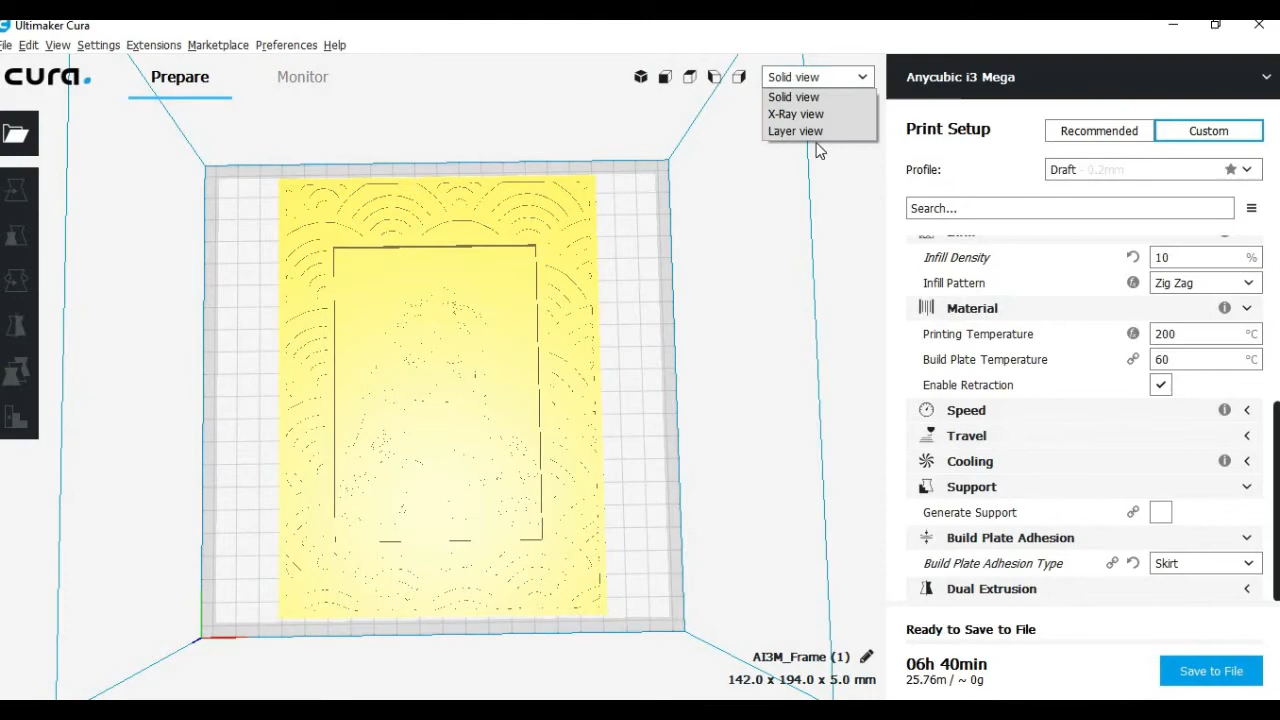 Ultimaker Cura
File Edit View Settings Extensions Marketplace Preferences Help
cura.
Prepare
Monitor
Solid view
Solid view
X-Ray view
Layer view
Anycubic i3 Mega
Print Setup
Recommended
Custom
Profile:
Draft - 0.2mm
Search...
Infill Density
10 %
Infill Pattern
Zig Zag
Material
Printing Temperature
200 °C
Build Plate Temperature
60 °C
Enable Retraction
Speed
Travel
Cooling
Support
Generate Support
Build Plate Adhesion
Build Plate Adhesion Type
Skirt
Dual Extrusion
AI3M_Frame (1)
142.0 x 194.0 x 5.0 mm
Ready to Save to File
06h 40min
25.76m / ~ 0g
Save to File